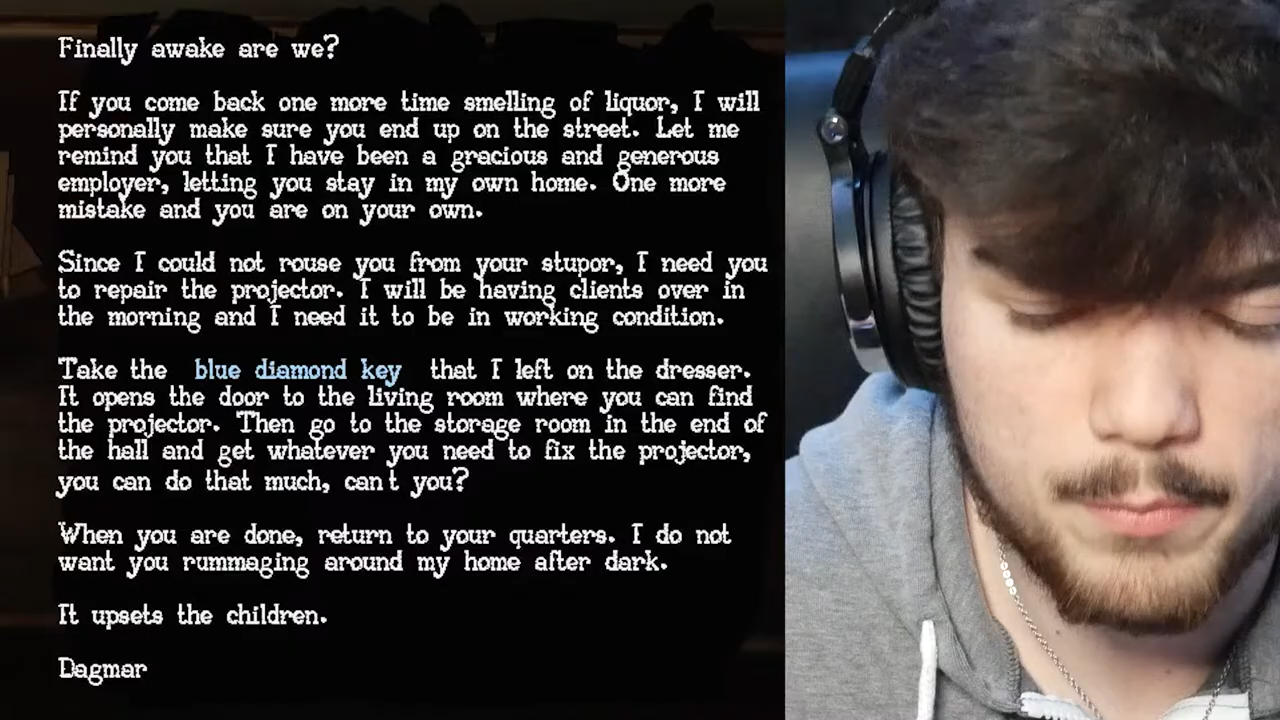 Finally awake are we?
If you come back one more time smelling of liquor, I will
personally make sure you end up on the street. Let me
remind you that I have been a gracious and generous
employer, letting you stay in my own home. One more
mistake and you are on your own.
Since I could not rouse you from your stupor, I need you
to repair the projector. I will be having clients over in
the morning and I need it to be in working condition.
Take the blue diamond key that I left on the dresser.
It opens the door to the living room where you can find
the projector. Then go to the storage room in the end of
the hall and get whatever you need to fix the projector,
you can do that much, can't you?
When you are done, return to your quarters. I do not
want you rummaging around my home after dark.
It upsets the children.
Dagmar